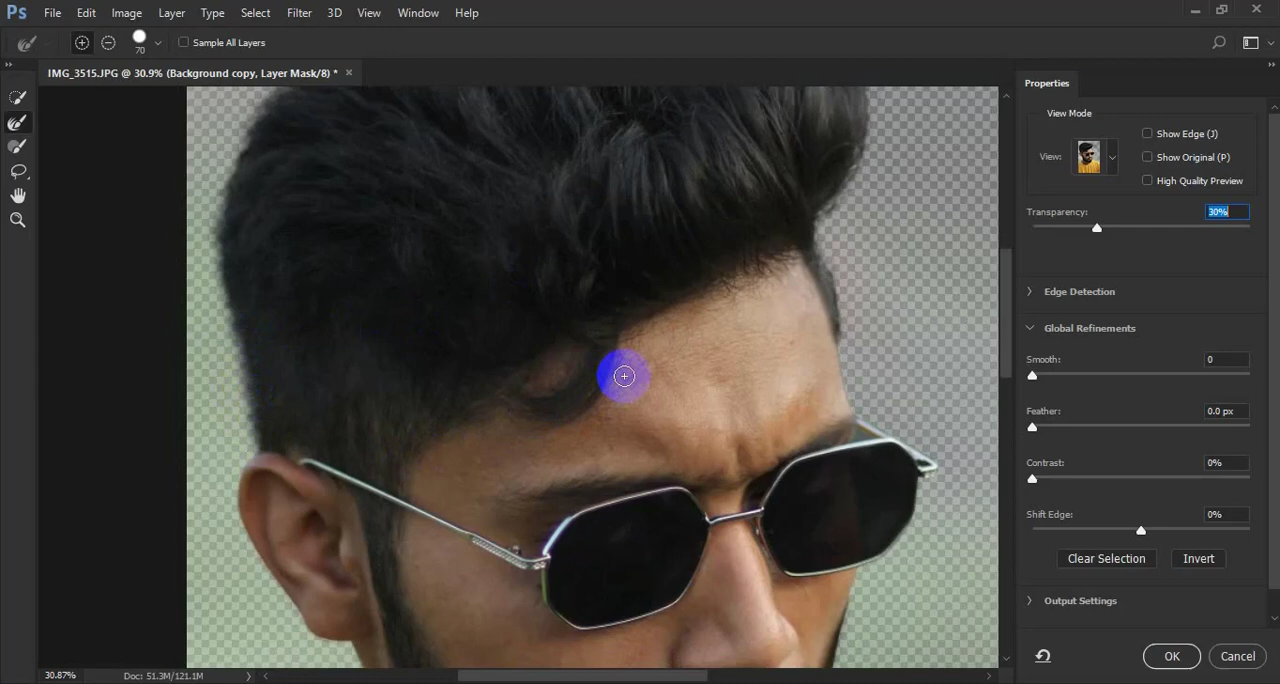 Ps File Edit Image Layer Type Select Filter 3D View Window Help
70 Sample All Layers
IMG_3515.JPG @ 30.9% (Background copy, Layer Mask/8) * ×
Properties
View Mode
Show Edge (J)
View:
Show Original (P)
High Quality Preview
Transparency: 30%
Edge Detection
Global Refinements
Smooth: 0
Feather: 0.0 px
Contrast: 0%
Shift Edge: 0%
Clear Selection Invert
Output Settings
OK Cancel
30.87% Doc: 51.3M/121.1M